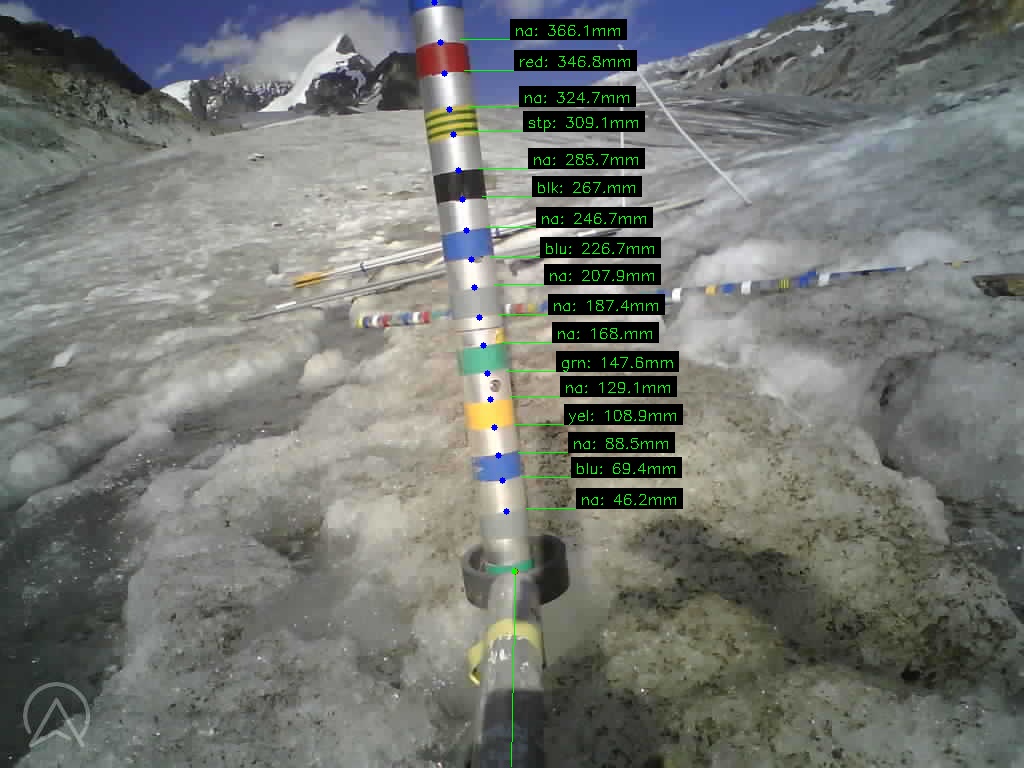 na: 366.1mm
red: 346.8mm
na: 324.7mm
stp: 309.1mm
na: 285.7mm
blk: 267.mm
na: 246.7mm
blu: 226.7mm
na: 207.9mm
na: 187.4mm
na: 168.mm
grn: 147.6mm
na: 129.1mm
yel: 108.9mm
na: 88.5mm
blu: 69.4mm
na: 46.2mm